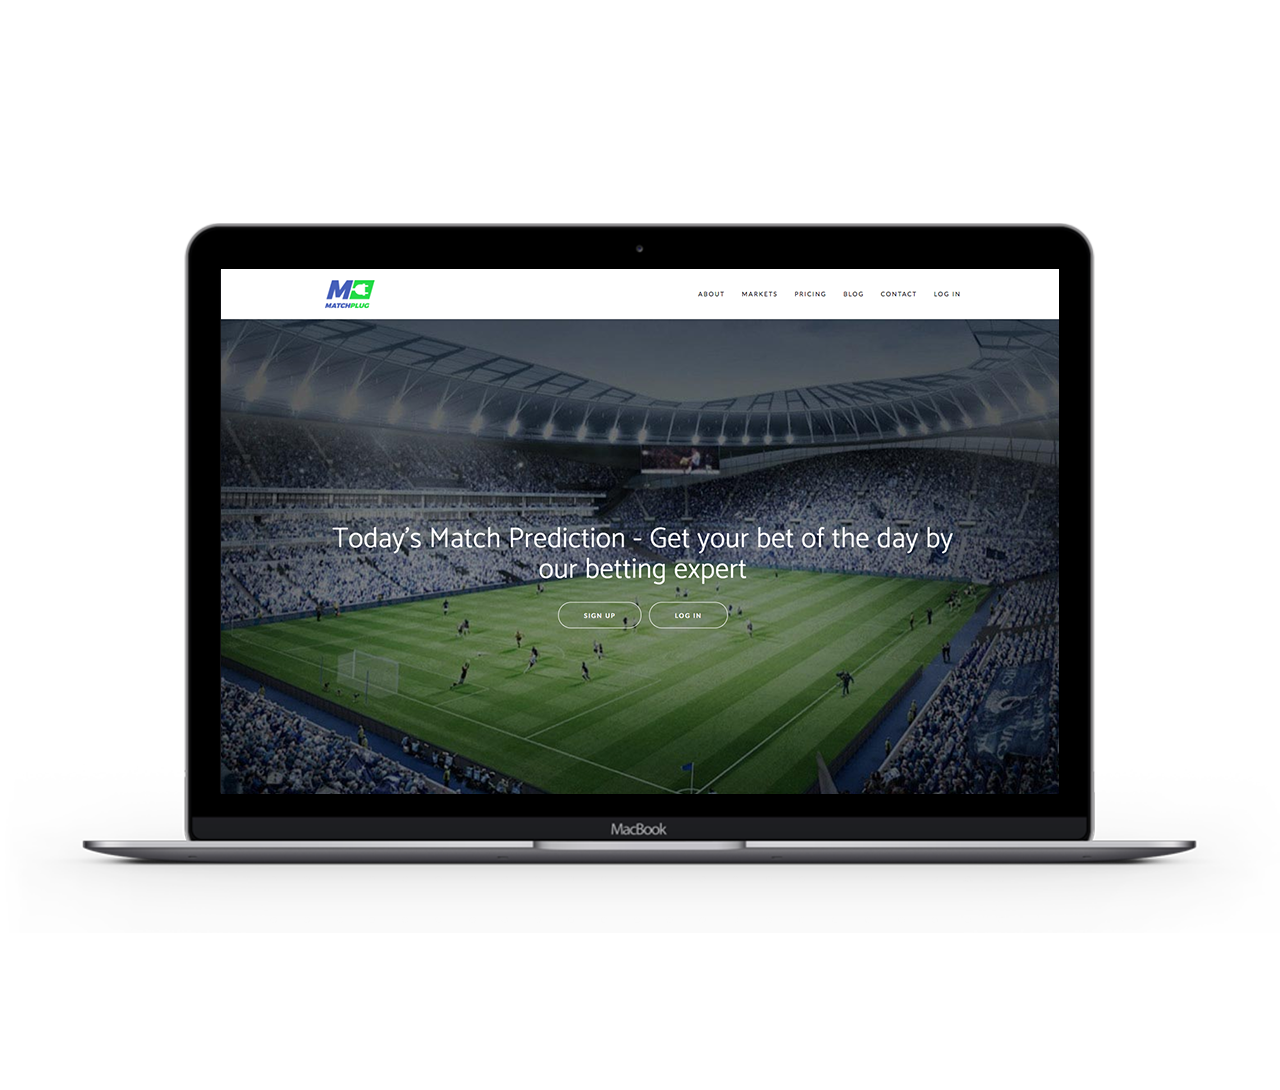 MATCHPLUG
ABOUT MARKETS PRICING BLOG CONTACT LOG IN
Today's Match Prediction - Get your bet of the day by
our betting expert
SIGN UP LOG IN
MacBook